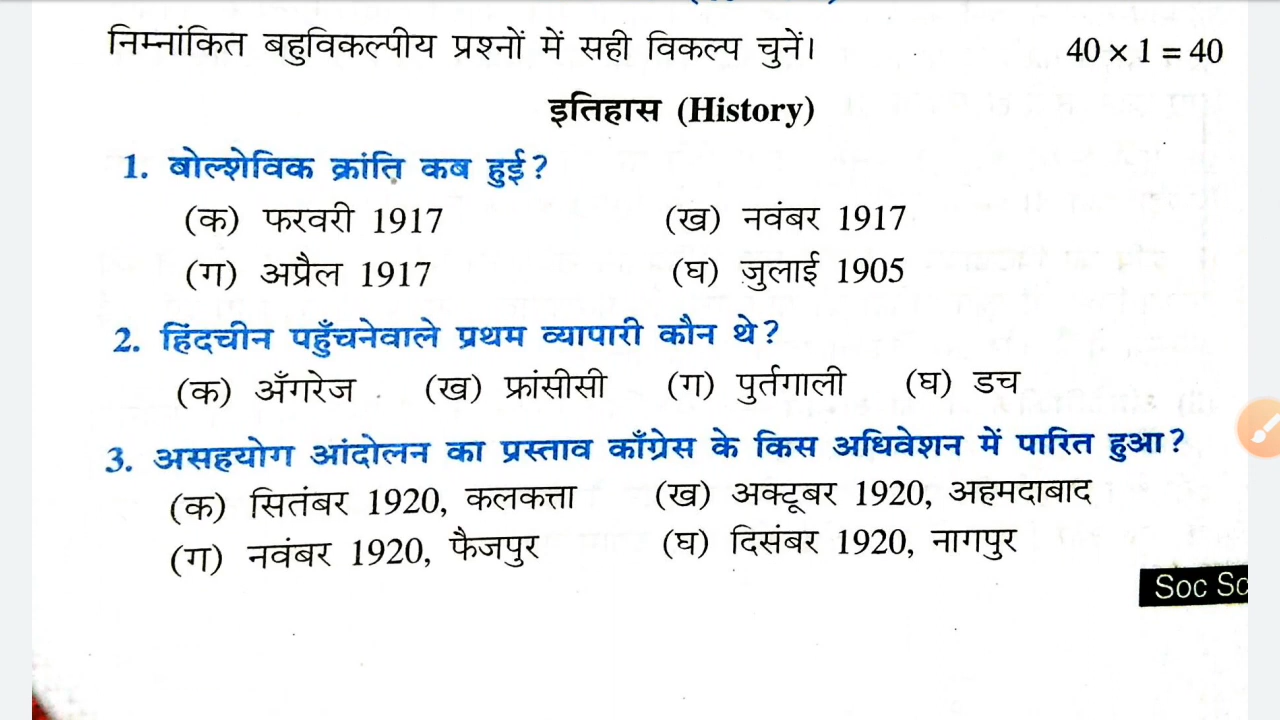 निम्नांकित बहुविकल्पीय प्रश्नों में सही विकल्प चुनें। 40 × 1 = 40
इतिहास (History)
1. बोल्शेविक क्रांति कब हुई?
(क) फरवरी 1917 (ख) नवंबर 1917
(ग) अप्रैल 1917 (घ) जुलाई 1905
2. हिंदचीन पहुँचनेवाले प्रथम व्यापारी कौन थे?
(क) अँगरेज (ख) फ्रांसीसी (ग) पुर्तगाली (घ) डच
3. असहयोग आंदोलन का प्रस्ताव काँग्रेस के किस अधिवेशन में पारित हुआ?
(क) सितंबर 1920, कलकत्ता (ख) अक्टूबर 1920, अहमदाबाद
(ग) नवंबर 1920, फैजपुर (घ) दिसंबर 1920, नागपुर
Soc Sc